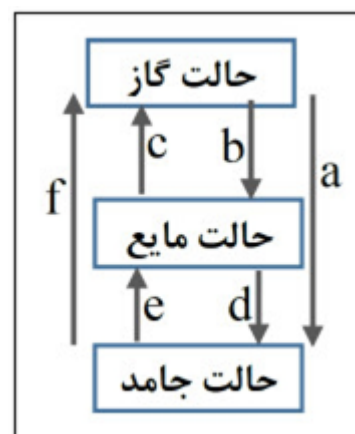 حالت گاز
c b
f a
حالت مایع
e d
حالت جامد